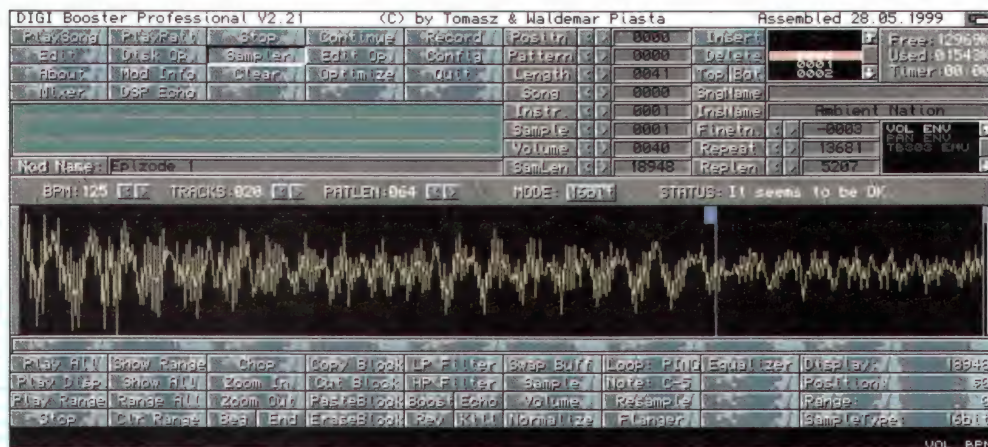 DIGI Booster Professional V2.21 (C) by Tomasz & Waldemar Piasta Assembled 28.05.1999
PlaySong PlayPatt Stop Continue Record Positn < > 0000 Insert Free:12969K
Edit Disk Op. Sampler Edit Op. Config Pattern < > 0000 Delete 0001 Used:01543K
About Mod Info Clear Optimize Quit Length < > 0041 Top Bot 0002 Timer:00:00
Mixer DSP Echo Song < > 0000 SngName
Instr. < > 0001 InsName Ambient Nation
Sample < > 0001 Finetn. < > -0003 VOL ENV
PAN ENV
Volume < > 0040 Repeat < > 13681 TB303 EMU
Mod Name: Epizode 1 SamLen < > 18948 Replen < > 5207
BPM:125 < > TRACKS:020 < > PATLEN:064 < > MODE: STATUS: It seems to be OK.
Play All Show Range Chop Copy Block LP Filter Swap Buff Loop: PING Equalizer Display: 18948
Play Disp. Show All Zoom In Cut Block HP Filter Sample Note: C-5 Position:
Play Range Range All Zoom Out PasteBlock Boost Echo Volume Resample Range:
Stop Clr Range Beg End EraseBlock Rev Kill Normalize Flanger SampleType: 16bit
VOL BPM